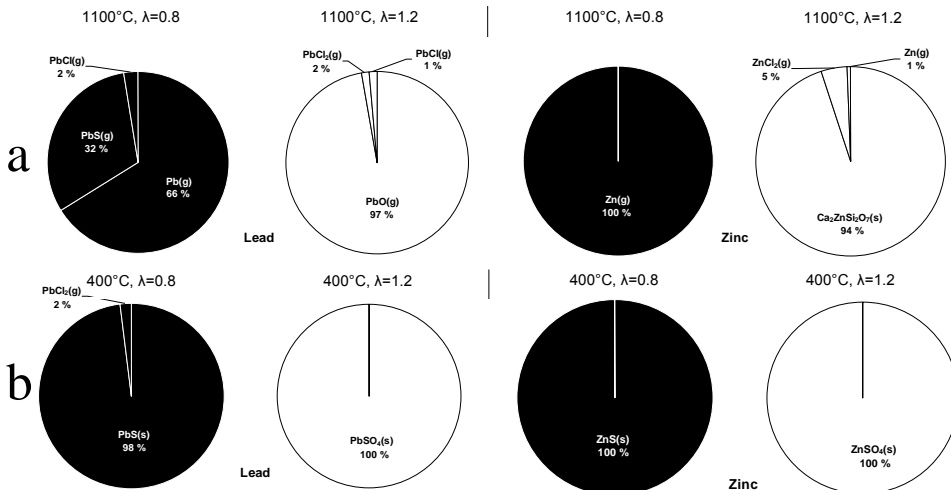 1100°C, λ=0.8
1100°C, λ=1.2
1100°C, λ=0.8
1100°C, λ=1.2
a
PbCl(g)
2 %
PbS(g)
32 %
Pb(g)
66 %
PbCl₂(g)
2 %
PbCl(g)
1 %
PbO(g)
97 %
Lead
Zn(g)
100 %
ZnCl₂(g)
5 %
Zn(g)
1 %
Ca₂ZnSi₂O₇(s)
94 %
Zinc
400°C, λ=0.8
400°C, λ=1.2
400°C, λ=0.8
400°C, λ=1.2
b
PbCl₂(g)
2 %
PbS(s)
98 %
PbSO₄(s)
100 %
Lead
ZnS(s)
100 %
ZnSO₄(s)
100 %
Zinc